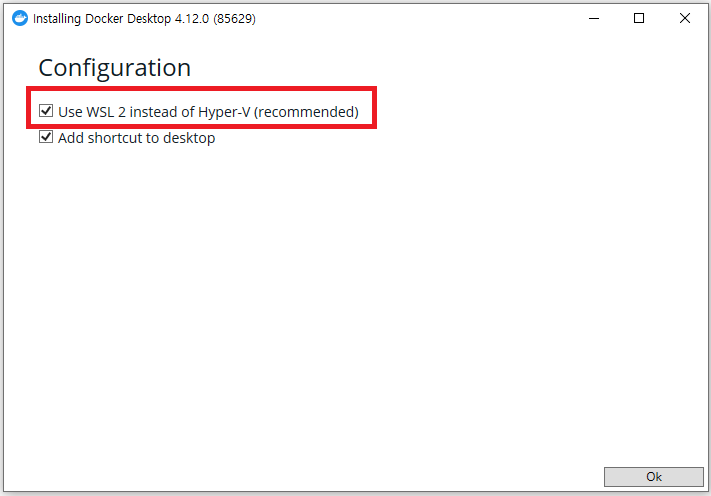 Installing Docker Desktop 4.12.0 (85629)
Configuration
Use WSL 2 instead of Hyper-V (recommended)
Add shortcut to desktop
Ok